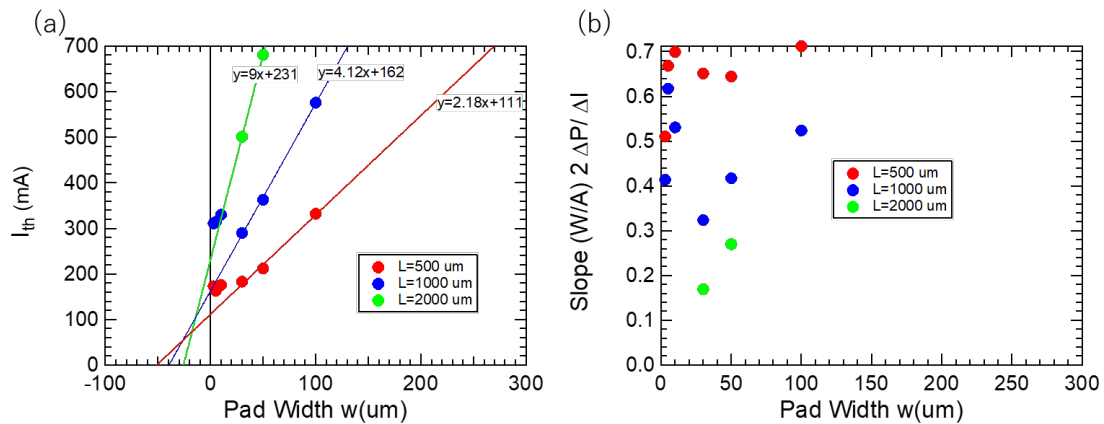 (a)
700
600
500
400
300
200
100
0
-100
0
100
200
300
I_th (mA)
Pad Width w(um)
y=9x+231
y=4.12x+162
y=2.18x+111
L=500 um
L=1000 um
L=2000 um
(b)
0.7
0.6
0.5
0.4
0.3
0.2
0.1
0.0
0
50
100
150
200
250
300
Slope (W/A) 2 ΔP/ ΔI
Pad Width w(um)
L=500 um
L=1000 um
L=2000 um